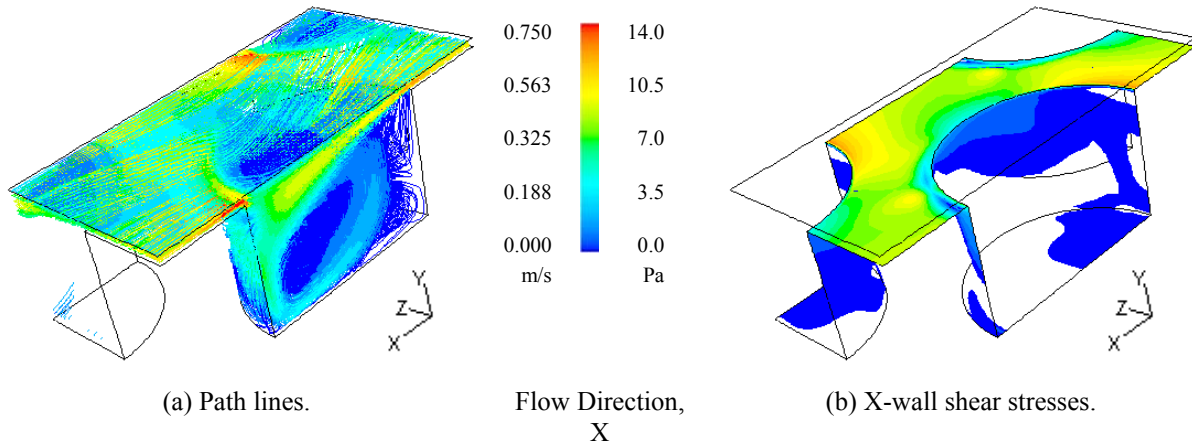 0.750 14.0
0.563 10.5
0.325 7.0
0.188 3.5
0.000 0.0
m/s Pa
Y
Z
X
Y
Z
X
(a) Path lines.
Flow Direction,
X
(b) X-wall shear stresses.